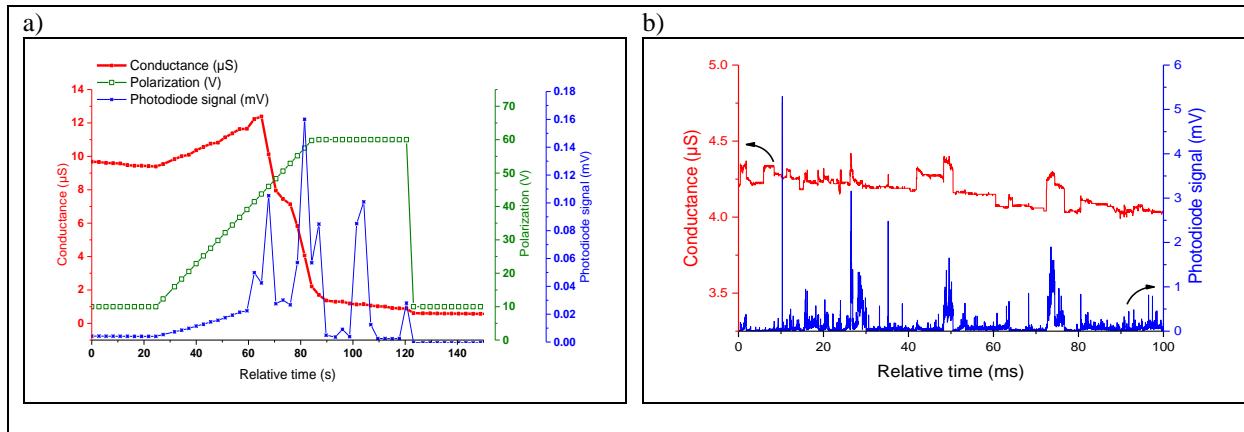 a)
Conductance (µS)
Polarization (V)
Photodiode signal (mV)
14
12
10
8
6
4
2
0
Conductance (µS)
0 20 40 60 80 100 120 140
Relative time (s)
70
60
50
40
30
20
10
0
Polarization (V)
0.18
0.16
0.14
0.12
0.10
0.08
0.06
0.04
0.02
0.00
Photodiode signal (mV)
b)
5.0
4.5
4.0
3.5
Conductance (µS)
0 20 40 60 80 100
Relative time (ms)
6
5
4
3
2
1
0
Photodiode signal (mV)